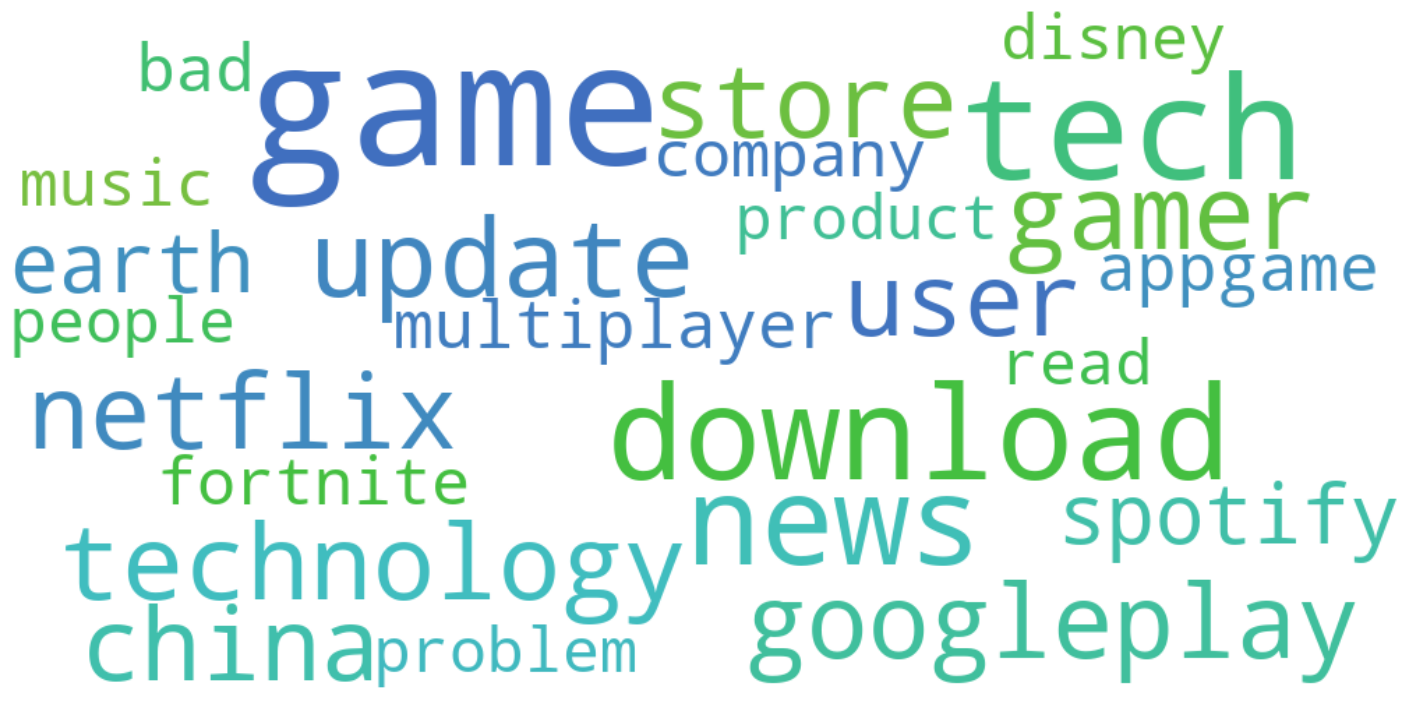 disney
bad
game
store
tech
company
music
product
gamer
earth
update
user
appgame
people
multiplayer
read
netflix
download
fortnite
news
spotify
technology
googleplay
china
problem